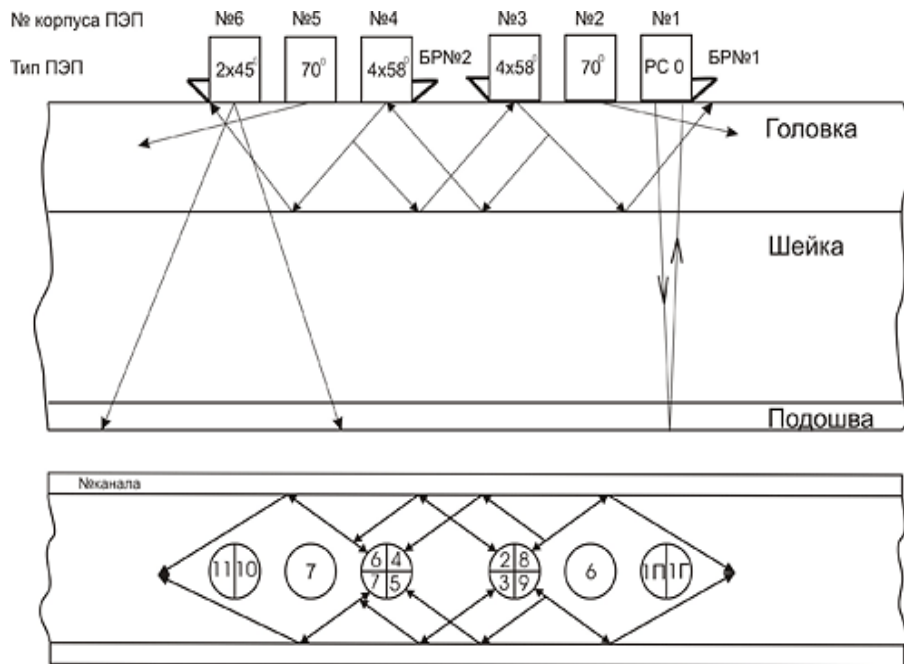 № корпуса ПЭП №6 №5 №4 №3 №2 №1
Тип ПЭП 2x45° 70° 4x58° БР№2 4x58° 70° РС 0 БР№1
Головка
Шейка
Подошва
№канала
11 10 7 6 4 2 8 6 1П 1Г
7 5 3 9